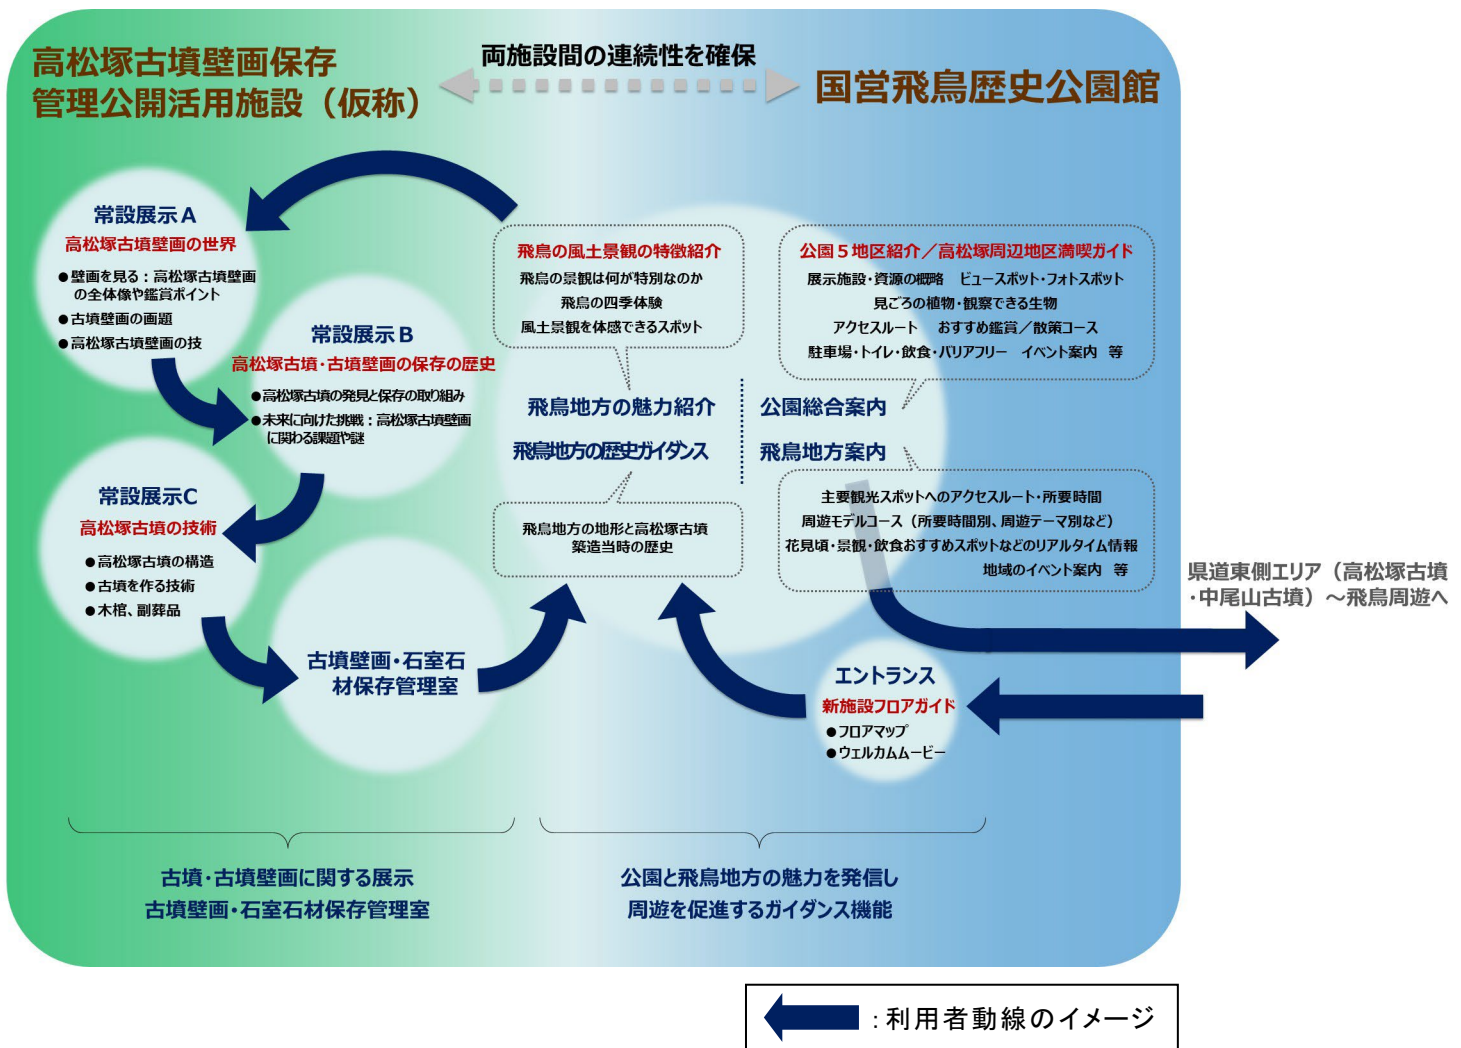 高松塚古墳壁画保存
管理公開活用施設（仮称）
両施設間の連続性を確保
国営飛鳥歴史公園館
常設展示A
高松塚古墳壁画の世界
●壁画を見る：高松塚古墳壁画
の全体像や鑑賞ポイント
●古墳壁画の画題
●高松塚古墳壁画の技
常設展示B
高松塚古墳・古墳壁画の保存の歴史
●高松塚古墳の発見と保存の取り組み
●未来に向けた挑戦：高松塚古墳壁画
に関わる課題や謎
常設展示C
高松塚古墳の技術
●高松塚古墳の構造
●古墳を作る技術
●木棺、副葬品
古墳壁画・石室石
材保存管理室
飛鳥の風土景観の特徴紹介
飛鳥の景観は何が特別なのか
飛鳥の四季体験
風土景観を体感できるスポット
飛鳥地方の魅力紹介
飛鳥地方の歴史ガイダンス
飛鳥地方の地形と高松塚古墳
築造当時の歴史
公園５地区紹介／高松塚周辺地区満喫ガイド
展示施設・資源の概略　ビュースポット・フォトスポット
見ごろの植物・観察できる生物
アクセスルート　おすすめ鑑賞／散策コース
駐車場・トイレ・飲食・バリアフリー　イベント案内　等
公園総合案内
飛鳥地方案内
主要観光スポットへのアクセスルート・所要時間
周遊モデルコース（所要時間別、周遊テーマ別など）
花見頃・景観・飲食おすすめスポットなどのリアルタイム情報
地域のイベント案内　等
県道東側エリア（高松塚古墳
・中尾山古墳）～飛鳥周遊へ
エントランス
新施設フロアガイド
●フロアマップ
●ウェルカムムービー
古墳・古墳壁画に関する展示
古墳壁画・石室石材保存管理室
公園と飛鳥地方の魅力を発信し
周遊を促進するガイダンス機能
：利用者動線のイメージ